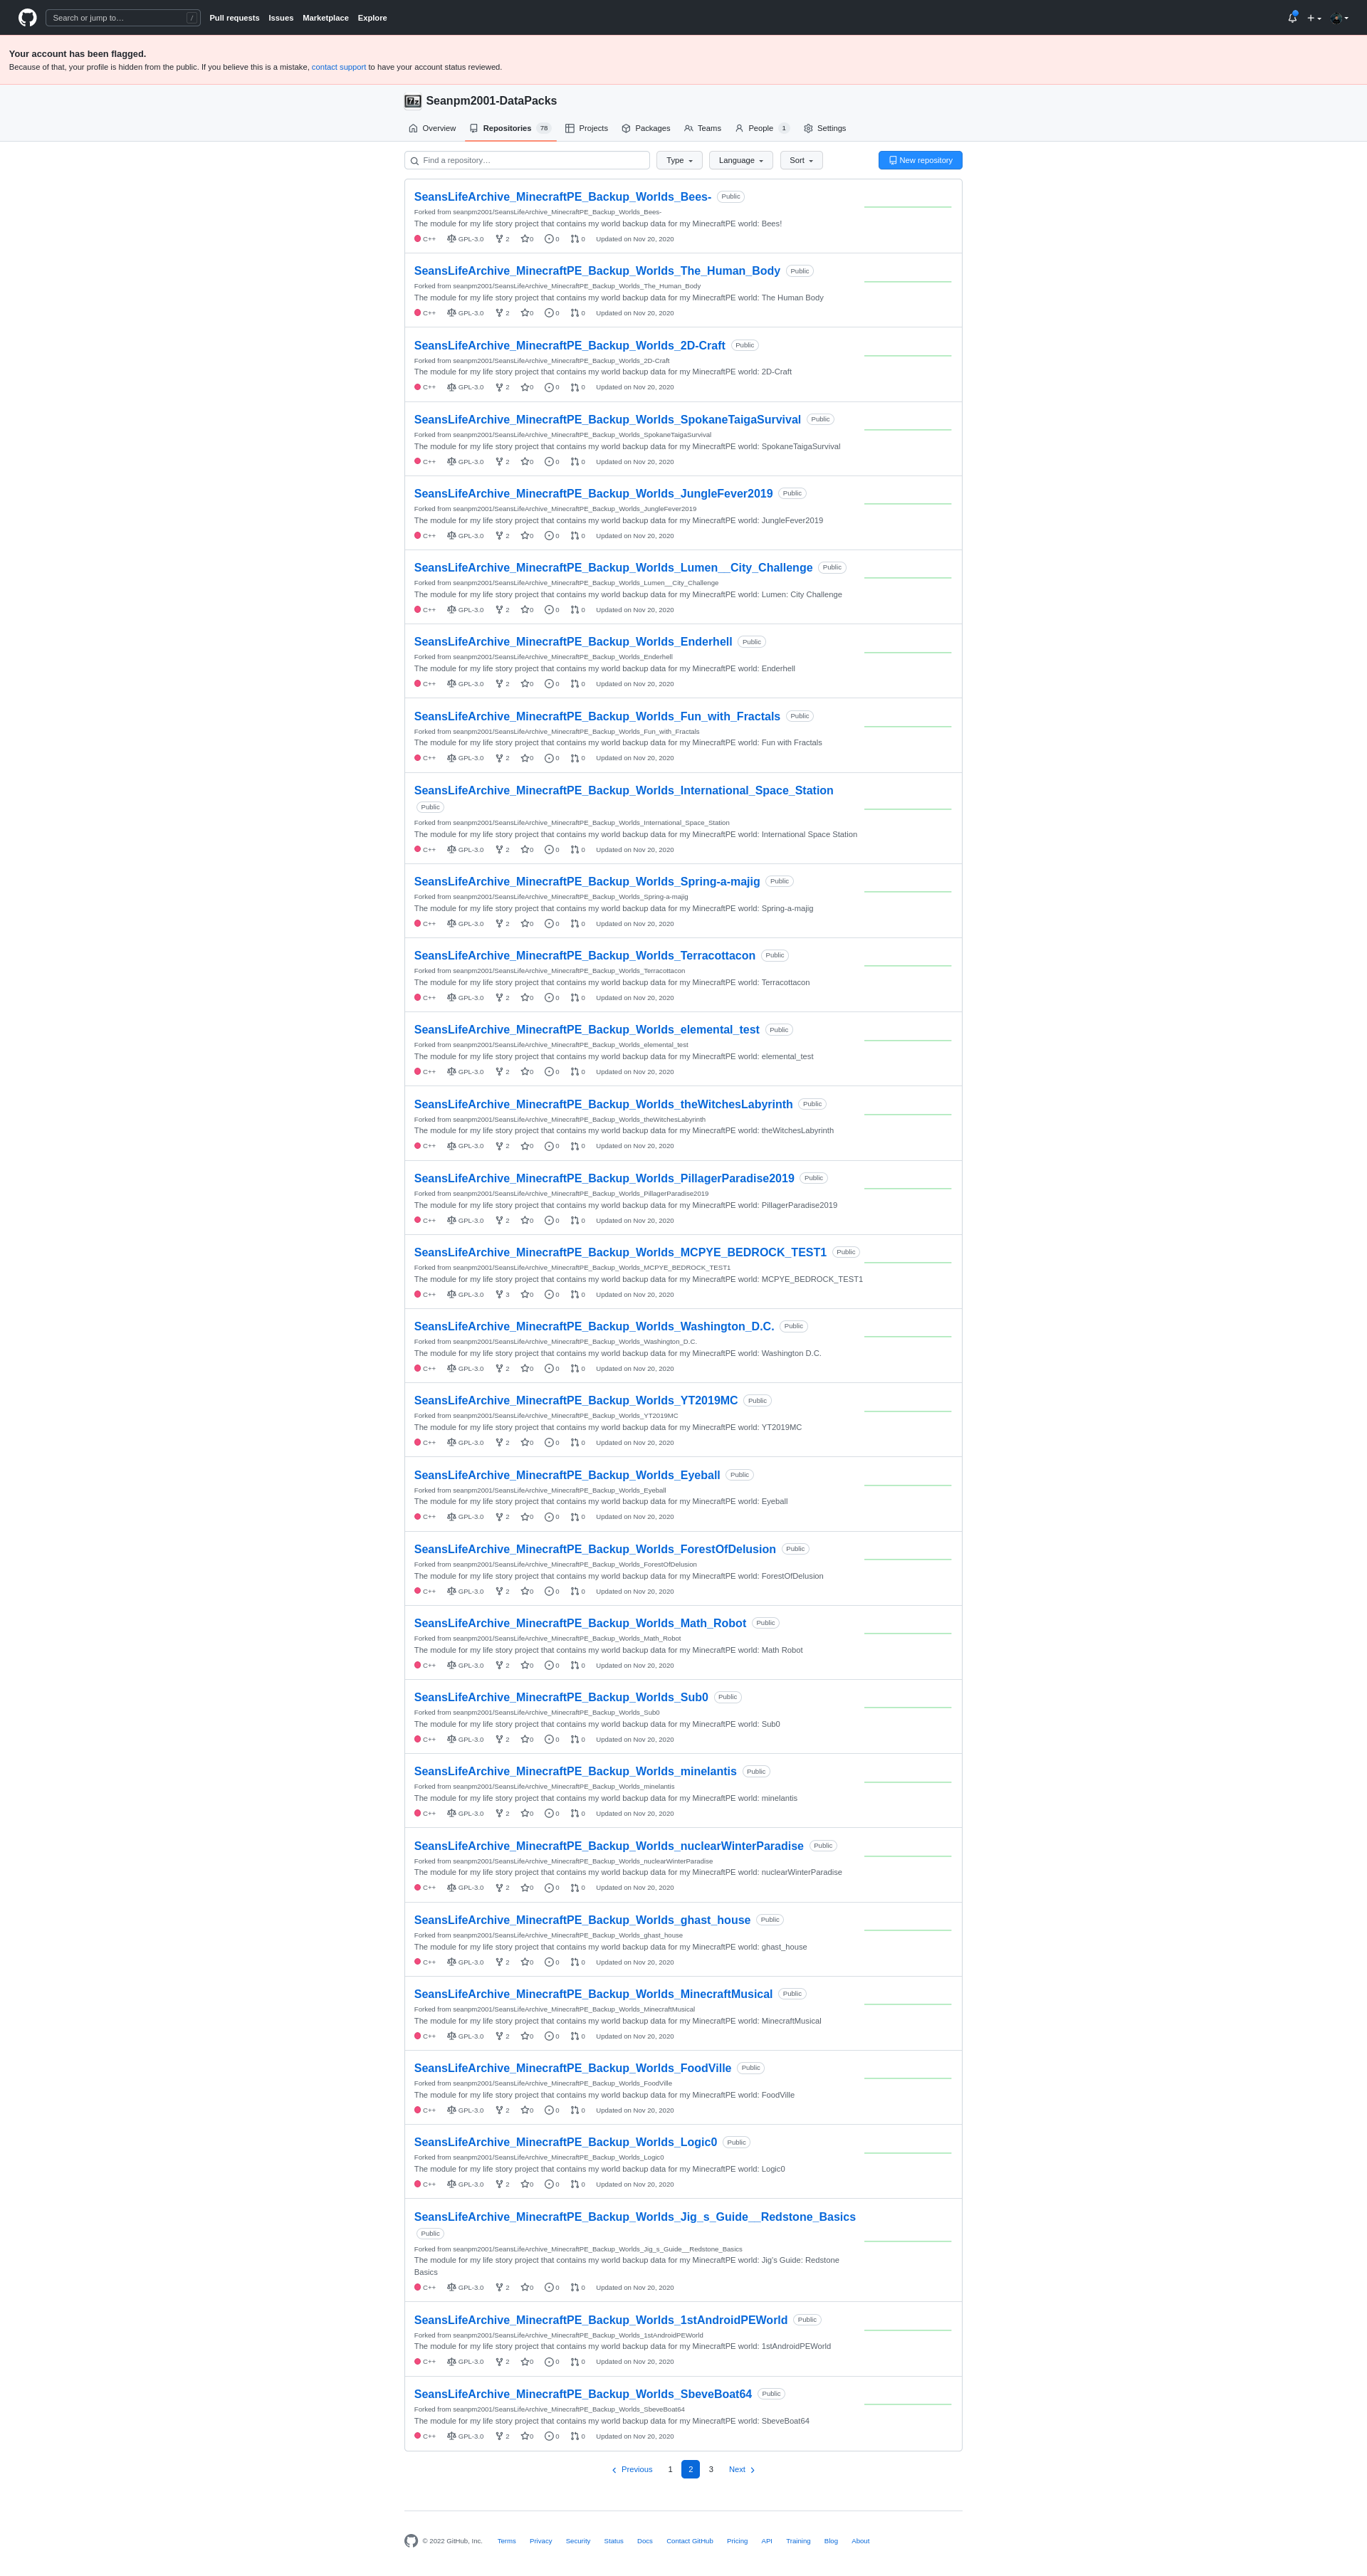 Search or jump to… /
Pull requests Issues Marketplace Explore
Your account has been flagged.
Because of that, your profile is hidden from the public. If you believe this is a mistake, contact support to have your account status reviewed.
Seanpm2001-DataPacks
Overview Repositories 78 Projects Packages Teams People 1 Settings
Find a repository… Type Language Sort New repository
SeansLifeArchive_MinecraftPE_Backup_Worlds_Bees- Public
Forked from seanpm2001/SeansLifeArchive_MinecraftPE_Backup_Worlds_Bees-
The module for my life story project that contains my world backup data for my MinecraftPE world: Bees!
C++ GPL-3.0 2 0 0 0 Updated on Nov 20, 2020
SeansLifeArchive_MinecraftPE_Backup_Worlds_The_Human_Body Public
Forked from seanpm2001/SeansLifeArchive_MinecraftPE_Backup_Worlds_The_Human_Body
The module for my life story project that contains my world backup data for my MinecraftPE world: The Human Body
C++ GPL-3.0 2 0 0 0 Updated on Nov 20, 2020
SeansLifeArchive_MinecraftPE_Backup_Worlds_2D-Craft Public
Forked from seanpm2001/SeansLifeArchive_MinecraftPE_Backup_Worlds_2D-Craft
The module for my life story project that contains my world backup data for my MinecraftPE world: 2D-Craft
C++ GPL-3.0 2 0 0 0 Updated on Nov 20, 2020
SeansLifeArchive_MinecraftPE_Backup_Worlds_SpokaneTaigaSurvival Public
Forked from seanpm2001/SeansLifeArchive_MinecraftPE_Backup_Worlds_SpokaneTaigaSurvival
The module for my life story project that contains my world backup data for my MinecraftPE world: SpokaneTaigaSurvival
C++ GPL-3.0 2 0 0 0 Updated on Nov 20, 2020
SeansLifeArchive_MinecraftPE_Backup_Worlds_JungleFever2019 Public
Forked from seanpm2001/SeansLifeArchive_MinecraftPE_Backup_Worlds_JungleFever2019
The module for my life story project that contains my world backup data for my MinecraftPE world: JungleFever2019
C++ GPL-3.0 2 0 0 0 Updated on Nov 20, 2020
SeansLifeArchive_MinecraftPE_Backup_Worlds_Lumen__City_Challenge Public
Forked from seanpm2001/SeansLifeArchive_MinecraftPE_Backup_Worlds_Lumen__City_Challenge
The module for my life story project that contains my world backup data for my MinecraftPE world: Lumen: City Challenge
C++ GPL-3.0 2 0 0 0 Updated on Nov 20, 2020
SeansLifeArchive_MinecraftPE_Backup_Worlds_Enderhell Public
Forked from seanpm2001/SeansLifeArchive_MinecraftPE_Backup_Worlds_Enderhell
The module for my life story project that contains my world backup data for my MinecraftPE world: Enderhell
C++ GPL-3.0 2 0 0 0 Updated on Nov 20, 2020
SeansLifeArchive_MinecraftPE_Backup_Worlds_Fun_with_Fractals Public
Forked from seanpm2001/SeansLifeArchive_MinecraftPE_Backup_Worlds_Fun_with_Fractals
The module for my life story project that contains my world backup data for my MinecraftPE world: Fun with Fractals
C++ GPL-3.0 2 0 0 0 Updated on Nov 20, 2020
SeansLifeArchive_MinecraftPE_Backup_Worlds_International_Space_Station
Public
Forked from seanpm2001/SeansLifeArchive_MinecraftPE_Backup_Worlds_International_Space_Station
The module for my life story project that contains my world backup data for my MinecraftPE world: International Space Station
C++ GPL-3.0 2 0 0 0 Updated on Nov 20, 2020
SeansLifeArchive_MinecraftPE_Backup_Worlds_Spring-a-majig Public
Forked from seanpm2001/SeansLifeArchive_MinecraftPE_Backup_Worlds_Spring-a-majig
The module for my life story project that contains my world backup data for my MinecraftPE world: Spring-a-majig
C++ GPL-3.0 2 0 0 0 Updated on Nov 20, 2020
SeansLifeArchive_MinecraftPE_Backup_Worlds_Terracottacon Public
Forked from seanpm2001/SeansLifeArchive_MinecraftPE_Backup_Worlds_Terracottacon
The module for my life story project that contains my world backup data for my MinecraftPE world: Terracottacon
C++ GPL-3.0 2 0 0 0 Updated on Nov 20, 2020
SeansLifeArchive_MinecraftPE_Backup_Worlds_elemental_test Public
Forked from seanpm2001/SeansLifeArchive_MinecraftPE_Backup_Worlds_elemental_test
The module for my life story project that contains my world backup data for my MinecraftPE world: elemental_test
C++ GPL-3.0 2 0 0 0 Updated on Nov 20, 2020
SeansLifeArchive_MinecraftPE_Backup_Worlds_theWitchesLabyrinth Public
Forked from seanpm2001/SeansLifeArchive_MinecraftPE_Backup_Worlds_theWitchesLabyrinth
The module for my life story project that contains my world backup data for my MinecraftPE world: theWitchesLabyrinth
C++ GPL-3.0 2 0 0 0 Updated on Nov 20, 2020
SeansLifeArchive_MinecraftPE_Backup_Worlds_PillagerParadise2019 Public
Forked from seanpm2001/SeansLifeArchive_MinecraftPE_Backup_Worlds_PillagerParadise2019
The module for my life story project that contains my world backup data for my MinecraftPE world: PillagerParadise2019
C++ GPL-3.0 2 0 0 0 Updated on Nov 20, 2020
SeansLifeArchive_MinecraftPE_Backup_Worlds_MCPYE_BEDROCK_TEST1 Public
Forked from seanpm2001/SeansLifeArchive_MinecraftPE_Backup_Worlds_MCPYE_BEDROCK_TEST1
The module for my life story project that contains my world backup data for my MinecraftPE world: MCPYE_BEDROCK_TEST1
C++ GPL-3.0 3 0 0 0 Updated on Nov 20, 2020
SeansLifeArchive_MinecraftPE_Backup_Worlds_Washington_D.C. Public
Forked from seanpm2001/SeansLifeArchive_MinecraftPE_Backup_Worlds_Washington_D.C.
The module for my life story project that contains my world backup data for my MinecraftPE world: Washington D.C.
C++ GPL-3.0 2 0 0 0 Updated on Nov 20, 2020
SeansLifeArchive_MinecraftPE_Backup_Worlds_YT2019MC Public
Forked from seanpm2001/SeansLifeArchive_MinecraftPE_Backup_Worlds_YT2019MC
The module for my life story project that contains my world backup data for my MinecraftPE world: YT2019MC
C++ GPL-3.0 2 0 0 0 Updated on Nov 20, 2020
SeansLifeArchive_MinecraftPE_Backup_Worlds_Eyeball Public
Forked from seanpm2001/SeansLifeArchive_MinecraftPE_Backup_Worlds_Eyeball
The module for my life story project that contains my world backup data for my MinecraftPE world: Eyeball
C++ GPL-3.0 2 0 0 0 Updated on Nov 20, 2020
SeansLifeArchive_MinecraftPE_Backup_Worlds_ForestOfDelusion Public
Forked from seanpm2001/SeansLifeArchive_MinecraftPE_Backup_Worlds_ForestOfDelusion
The module for my life story project that contains my world backup data for my MinecraftPE world: ForestOfDelusion
C++ GPL-3.0 2 0 0 0 Updated on Nov 20, 2020
SeansLifeArchive_MinecraftPE_Backup_Worlds_Math_Robot Public
Forked from seanpm2001/SeansLifeArchive_MinecraftPE_Backup_Worlds_Math_Robot
The module for my life story project that contains my world backup data for my MinecraftPE world: Math Robot
C++ GPL-3.0 2 0 0 0 Updated on Nov 20, 2020
SeansLifeArchive_MinecraftPE_Backup_Worlds_Sub0 Public
Forked from seanpm2001/SeansLifeArchive_MinecraftPE_Backup_Worlds_Sub0
The module for my life story project that contains my world backup data for my MinecraftPE world: Sub0
C++ GPL-3.0 2 0 0 0 Updated on Nov 20, 2020
SeansLifeArchive_MinecraftPE_Backup_Worlds_minelantis Public
Forked from seanpm2001/SeansLifeArchive_MinecraftPE_Backup_Worlds_minelantis
The module for my life story project that contains my world backup data for my MinecraftPE world: minelantis
C++ GPL-3.0 2 0 0 0 Updated on Nov 20, 2020
SeansLifeArchive_MinecraftPE_Backup_Worlds_nuclearWinterParadise Public
Forked from seanpm2001/SeansLifeArchive_MinecraftPE_Backup_Worlds_nuclearWinterParadise
The module for my life story project that contains my world backup data for my MinecraftPE world: nuclearWinterParadise
C++ GPL-3.0 2 0 0 0 Updated on Nov 20, 2020
SeansLifeArchive_MinecraftPE_Backup_Worlds_ghast_house Public
Forked from seanpm2001/SeansLifeArchive_MinecraftPE_Backup_Worlds_ghast_house
The module for my life story project that contains my world backup data for my MinecraftPE world: ghast_house
C++ GPL-3.0 2 0 0 0 Updated on Nov 20, 2020
SeansLifeArchive_MinecraftPE_Backup_Worlds_MinecraftMusical Public
Forked from seanpm2001/SeansLifeArchive_MinecraftPE_Backup_Worlds_MinecraftMusical
The module for my life story project that contains my world backup data for my MinecraftPE world: MinecraftMusical
C++ GPL-3.0 2 0 0 0 Updated on Nov 20, 2020
SeansLifeArchive_MinecraftPE_Backup_Worlds_FoodVille Public
Forked from seanpm2001/SeansLifeArchive_MinecraftPE_Backup_Worlds_FoodVille
The module for my life story project that contains my world backup data for my MinecraftPE world: FoodVille
C++ GPL-3.0 2 0 0 0 Updated on Nov 20, 2020
SeansLifeArchive_MinecraftPE_Backup_Worlds_Logic0 Public
Forked from seanpm2001/SeansLifeArchive_MinecraftPE_Backup_Worlds_Logic0
The module for my life story project that contains my world backup data for my MinecraftPE world: Logic0
C++ GPL-3.0 2 0 0 0 Updated on Nov 20, 2020
SeansLifeArchive_MinecraftPE_Backup_Worlds_Jig_s_Guide__Redstone_Basics
Public
Forked from seanpm2001/SeansLifeArchive_MinecraftPE_Backup_Worlds_Jig_s_Guide__Redstone_Basics
The module for my life story project that contains my world backup data for my MinecraftPE world: Jig's Guide: Redstone
Basics
C++ GPL-3.0 2 0 0 0 Updated on Nov 20, 2020
SeansLifeArchive_MinecraftPE_Backup_Worlds_1stAndroidPEWorld Public
Forked from seanpm2001/SeansLifeArchive_MinecraftPE_Backup_Worlds_1stAndroidPEWorld
The module for my life story project that contains my world backup data for my MinecraftPE world: 1stAndroidPEWorld
C++ GPL-3.0 2 0 0 0 Updated on Nov 20, 2020
SeansLifeArchive_MinecraftPE_Backup_Worlds_SbeveBoat64 Public
Forked from seanpm2001/SeansLifeArchive_MinecraftPE_Backup_Worlds_SbeveBoat64
The module for my life story project that contains my world backup data for my MinecraftPE world: SbeveBoat64
C++ GPL-3.0 2 0 0 0 Updated on Nov 20, 2020
Previous 1 2 3 Next
© 2022 GitHub, Inc. Terms Privacy Security Status Docs Contact GitHub Pricing API Training Blog About